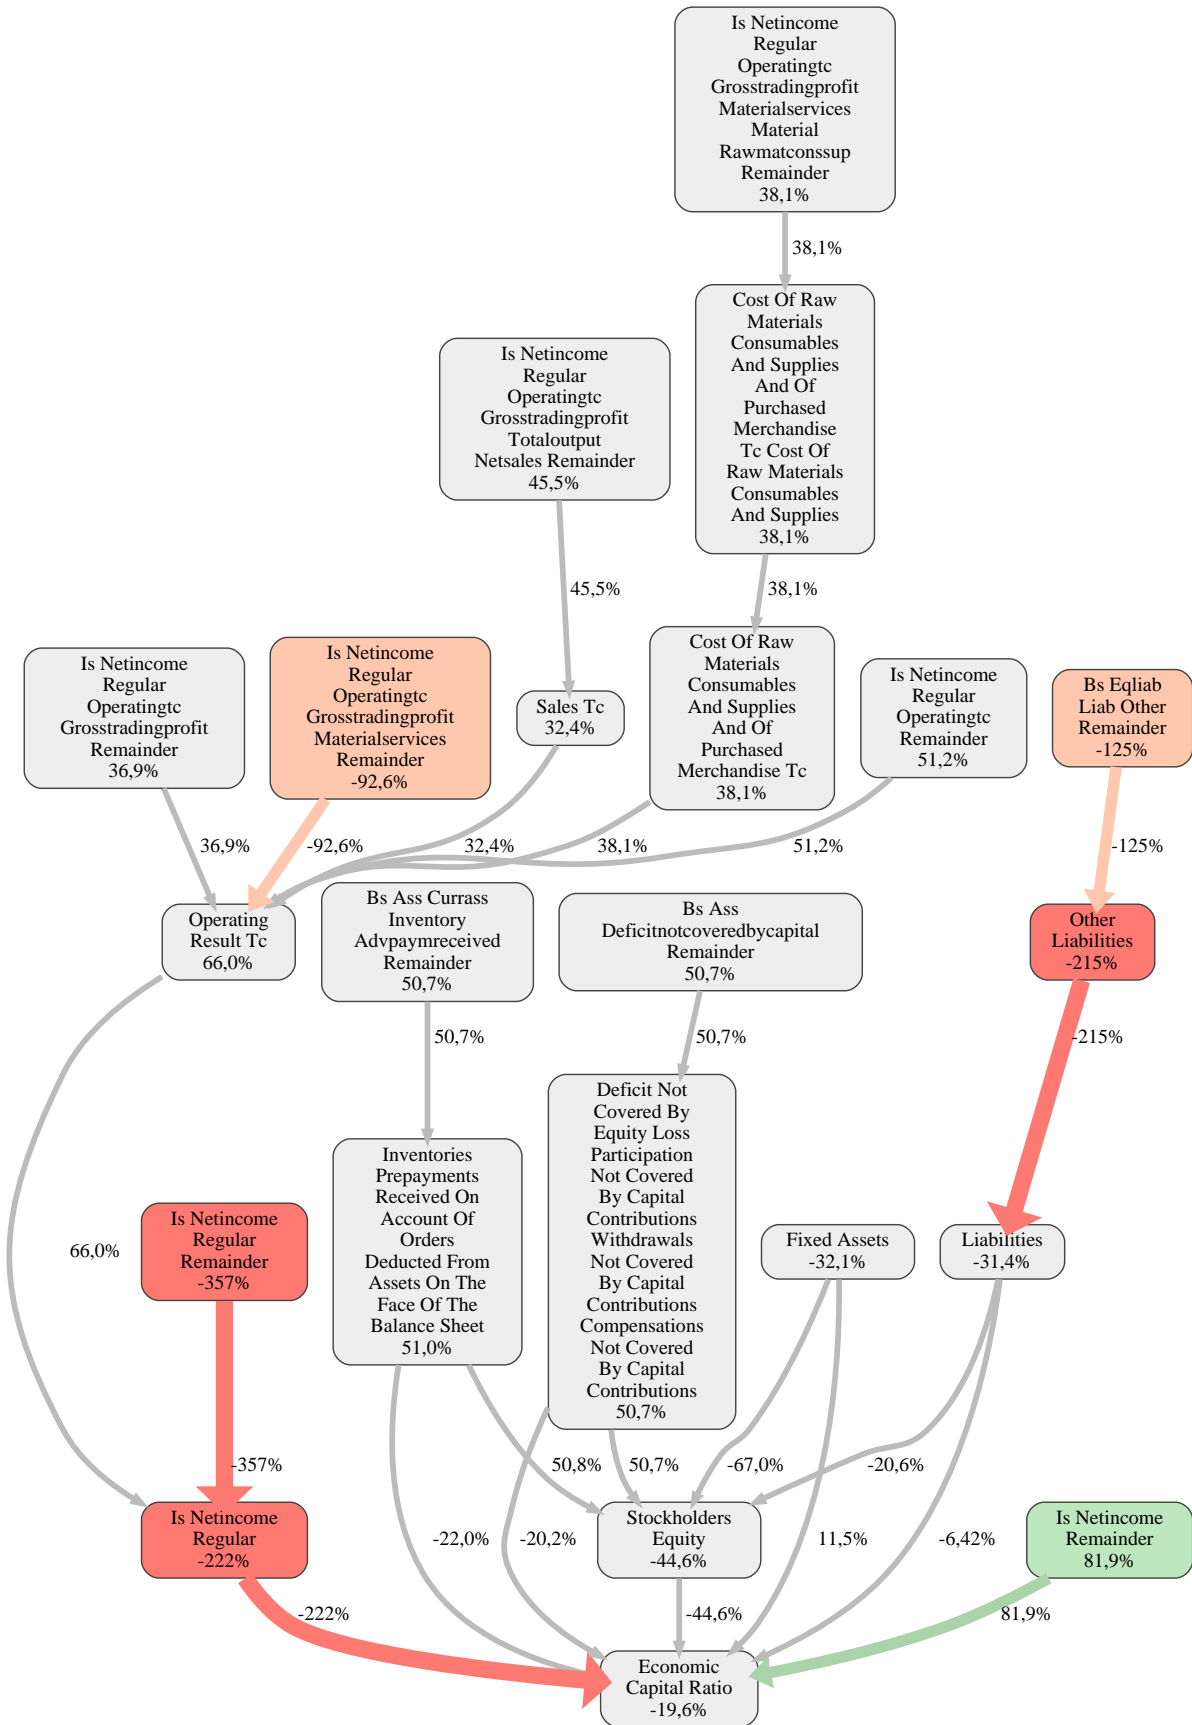 Is Netincome
Regular
Operatingtc
Grosstradingprofit
Materialservices
Material
Rawmatconssup
Remainder
38,1%
38,1%
Cost Of Raw
Materials
Consumables
And Supplies
And Of
Purchased
Merchandise
Tc Cost Of
Raw Materials
Consumables
And Supplies
38,1%
Is Netincome
Regular
Operatingtc
Grosstradingprofit
Totaloutput
Netsales Remainder
45,5%
45,5%
38,1%
Is Netincome
Regular
Operatingtc
Grosstradingprofit
Remainder
36,9%
Is Netincome
Regular
Operatingtc
Grosstradingprofit
Materialservices
Remainder
-92,6%
Sales Tc
32,4%
Cost Of Raw
Materials
Consumables
And Supplies
And Of
Purchased
Merchandise Tc
38,1%
Is Netincome
Regular
Operatingtc
Remainder
51,2%
Bs Eqliab
Liab Other
Remainder
-125%
36,9%
-92,6%
32,4%
38,1%
51,2%
-125%
Operating
Result Tc
66,0%
Bs Ass Currass
Inventory
Advpaymreceived
Remainder
50,7%
Bs Ass
Deficitnotcoveredbycapital
Remainder
50,7%
Other
Liabilities
-215%
50,7%
50,7%
-215%
Inventories
Prepayments
Received On
Account Of
Orders
Deducted From
Assets On The
Face Of The
Balance Sheet
51,0%
Deficit Not
Covered By
Equity Loss
Participation
Not Covered
By Capital
Contributions
Withdrawals
Not Covered
By Capital
Contributions
Compensations
Not Covered
By Capital
Contributions
50,7%
66,0%
Is Netincome
Regular
Remainder
-357%
Fixed Assets
-32,1%
Liabilities
-31,4%
-357%
50,8%
50,7%
-67,0%
-20,6%
Is Netincome
Regular
-222%
-22,0%
-20,2%
Stockholders
Equity
-44,6%
11,5%
-6,42%
Is Netincome
Remainder
81,9%
-222%
-44,6%
81,9%
Economic
Capital Ratio
-19,6%